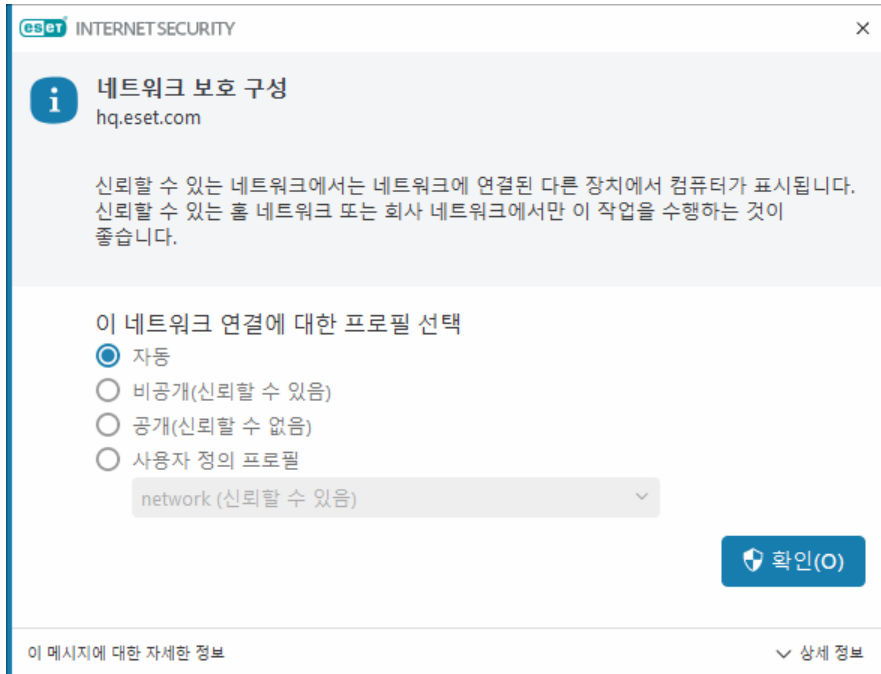 eset INTERNET SECURITY
네트워크 보호 구성
hq.eset.com
신뢰할 수 있는 네트워크에서는 네트워크에 연결된 다른 장치에서 컴퓨터가 표시됩니다.
신뢰할 수 있는 홈 네트워크 또는 회사 네트워크에서만 이 작업을 수행하는 것이
좋습니다.
이 네트워크 연결에 대한 프로필 선택
자동
비공개(신뢰할 수 있음)
공개(신뢰할 수 없음)
사용자 정의 프로필
network (신뢰할 수 있음)
확인(O)
이 메시지에 대한 자세한 정보
상세 정보